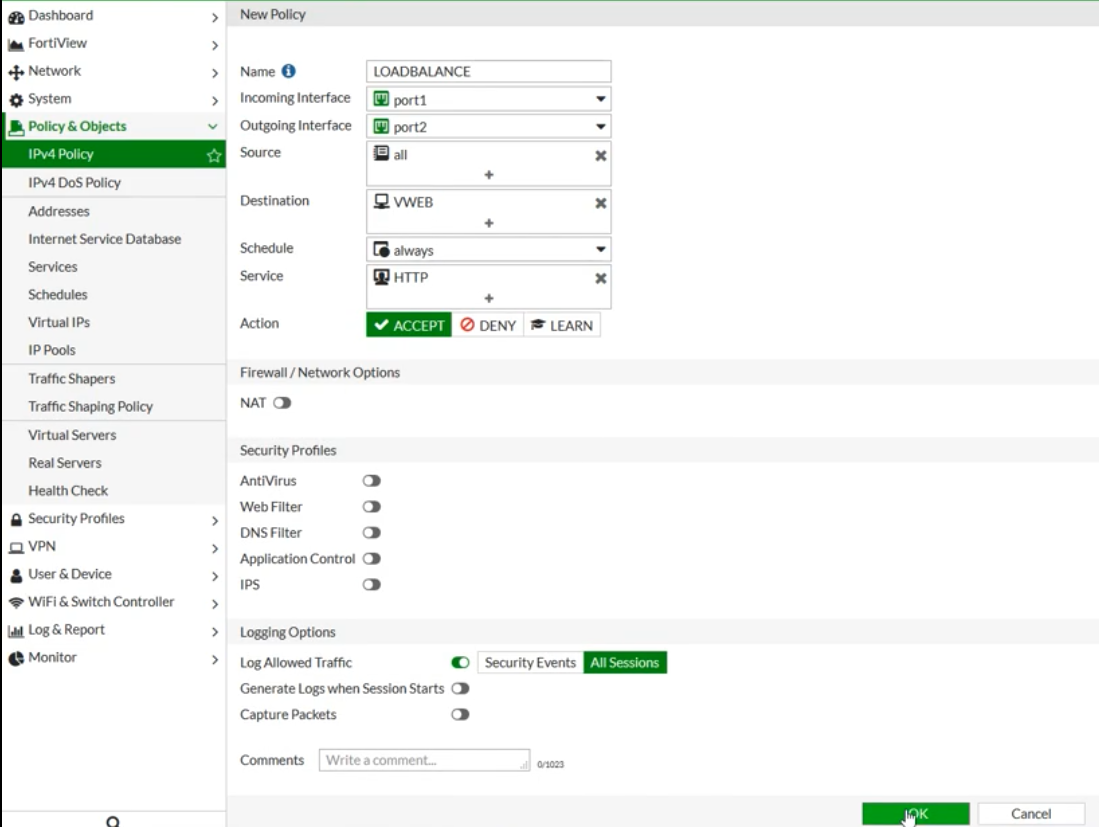 Dashboard
FortiView
Network
System
Policy & Objects
IPv4 Policy
IPv4 DoS Policy
Addresses
Internet Service Database
Services
Schedules
Virtual IPs
IP Pools
Traffic Shapers
Traffic Shaping Policy
Virtual Servers
Real Servers
Health Check
Security Profiles
VPN
User & Device
WiFi & Switch Controller
Log & Report
Monitor
New Policy
Name LOADBALANCE
Incoming Interface port1
Outgoing Interface port2
Source all
+
Destination VWEB
+
Schedule always
Service HTTP
+
Action ACCEPT DENY LEARN
Firewall / Network Options
NAT
Security Profiles
AntiVirus
Web Filter
DNS Filter
Application Control
IPS
Logging Options
Log Allowed Traffic Security Events All Sessions
Generate Logs when Session Starts
Capture Packets
Comments Write a comment... 0/1023
OK Cancel